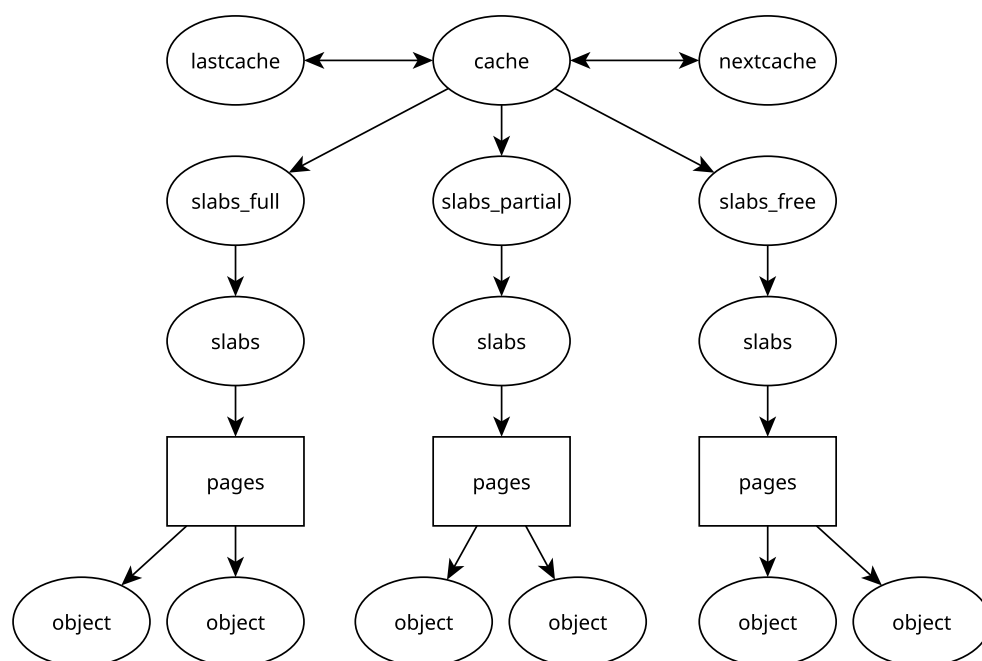 lastcache
cache
nextcache
slabs_full
slabs_partial
slabs_free
slabs
slabs
slabs
pages
pages
pages
object
object
object
object
object
object